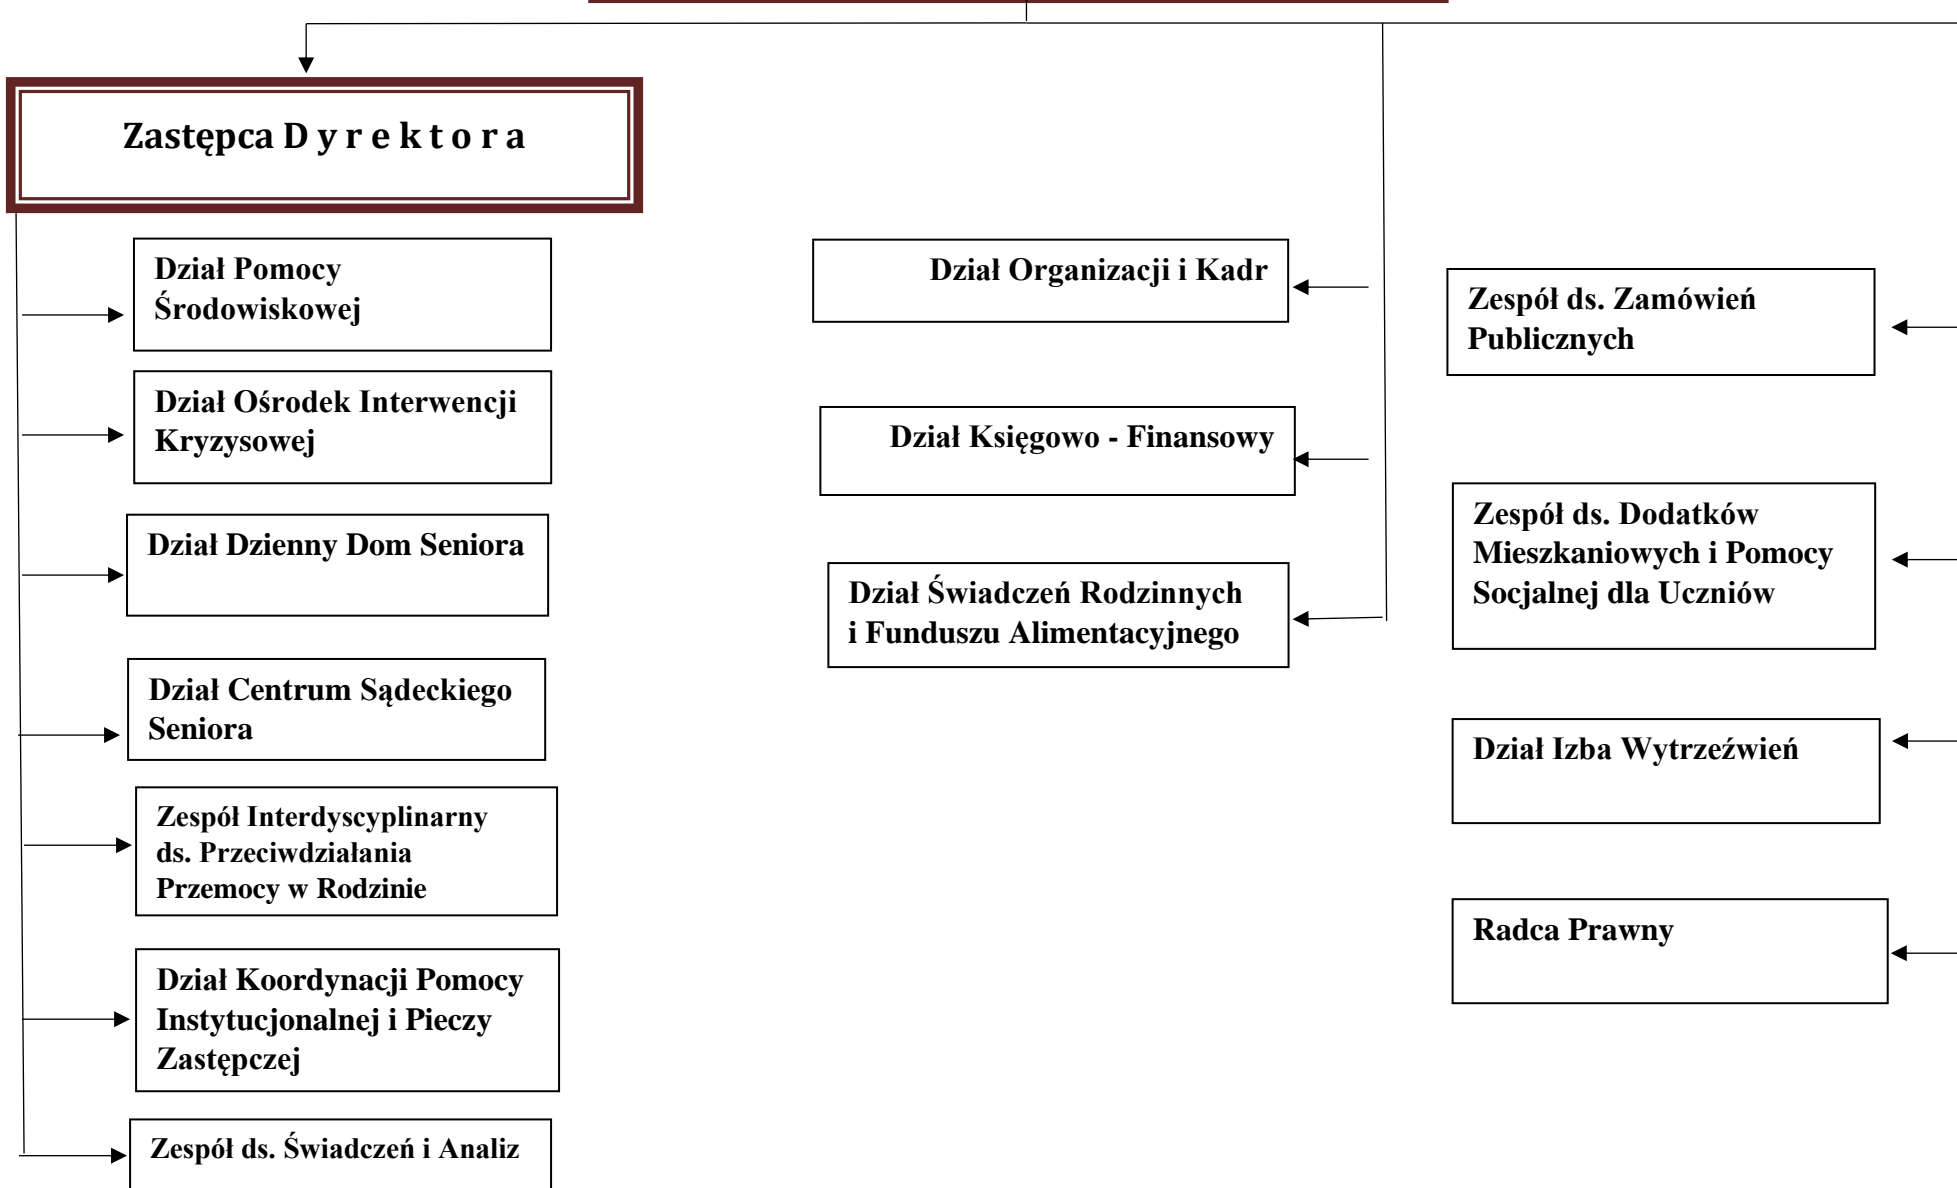 Zastępca D y r e k t o r a
Dział Pomocy
Środowiskowej
Dział Ośrodek Interwencji
Kryzysowej
Dział Dzienny Dom Seniora
Dział Centrum Sądeckiego
Seniora
Zespół Interdyscyplinarny
ds. Przeciwdziałania
Przemocy w Rodzinie
Dział Koordynacji Pomocy
Instytucjonalnej i Pieczy
Zastępczej
Zespół ds. Świadczeń i Analiz
Dział Organizacji i Kadr
Dział Księgowo - Finansowy
Dział Świadczeń Rodzinnych
i Funduszu Alimentacyjnego
Zespół ds. Zamówień
Publicznych
Zespół ds. Dodatków
Mieszkaniowych i Pomocy
Socjalnej dla Uczniów
Dział Izba Wytrzeźwień
Radca Prawny